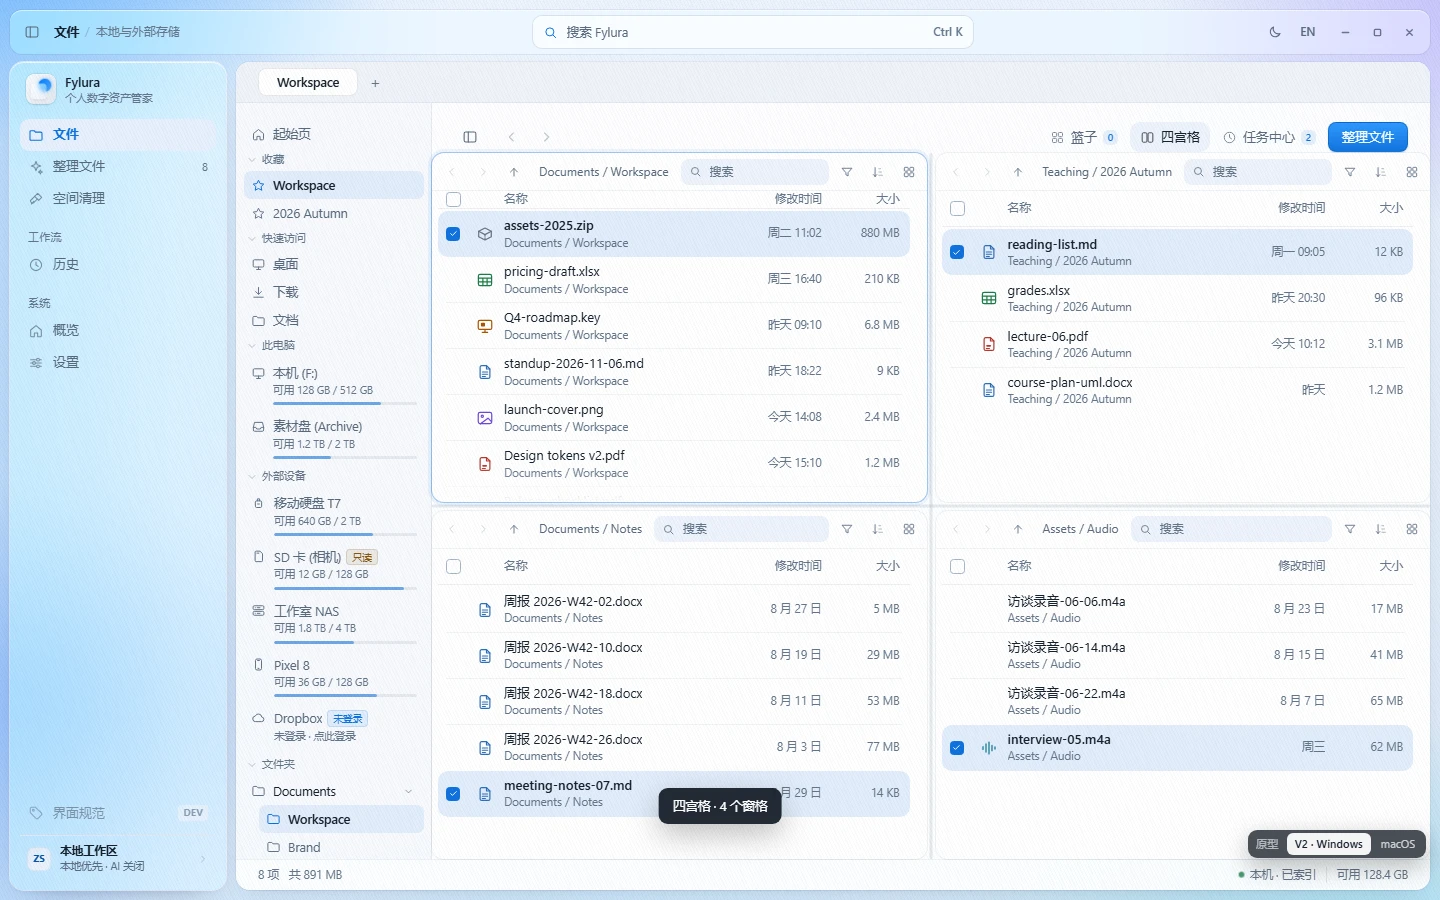 文件 / 本地与外部存储
搜索 Fylura
Ctrl K
EN
Fylura
个人数字资产管家
文件
整理文件 8
空间清理
工作流
历史
系统
概览
设置
界面规范 DEV
ZS
本地工作区
本地优先 · AI 关闭
Workspace
+
起始页
收藏
Workspace
2026 Autumn
快速访问
桌面
下载
文档
此电脑
本机 (F:)
可用 128 GB / 512 GB
素材盘 (Archive)
可用 1.2 TB / 2 TB
外部设备
移动硬盘 T7
可用 640 GB / 2 TB
SD 卡 (相机) 只读
可用 12 GB / 128 GB
工作室 NAS
可用 1.8 TB / 4 TB
Pixel 8
可用 36 GB / 128 GB
Dropbox 未登录
未登录 · 点此登录
文件夹
Documents
Workspace
Brand
篮子 0
四宫格
任务中心 2
整理文件
Documents / Workspace
搜索
名称 修改时间 大小
assets-2025.zip 周二 11:02 880 MB
Documents / Workspace
pricing-draft.xlsx 周三 16:40 210 KB
Documents / Workspace
Q4-roadmap.key 昨天 09:10 6.8 MB
Documents / Workspace
standup-2026-11-06.md 昨天 18:22 9 KB
Documents / Workspace
launch-cover.png 今天 14:08 2.4 MB
Documents / Workspace
Design tokens v2.pdf 今天 15:10 1.2 MB
Documents / Workspace
Teaching / 2026 Autumn
搜索
名称 修改时间 大小
reading-list.md 周一 09:05 12 KB
Teaching / 2026 Autumn
grades.xlsx 昨天 20:30 96 KB
Teaching / 2026 Autumn
lecture-06.pdf 今天 10:12 3.1 MB
Teaching / 2026 Autumn
course-plan-uml.docx 昨天 1.2 MB
Teaching / 2026 Autumn
Documents / Notes
搜索
名称 修改时间 大小
周报 2026-W42-02.docx 8 月 27 日 5 MB
Documents / Notes
周报 2026-W42-10.docx 8 月 19 日 29 MB
Documents / Notes
周报 2026-W42-18.docx 8 月 11 日 53 MB
Documents / Notes
周报 2026-W42-26.docx 8 月 3 日 77 MB
Documents / Notes
meeting-notes-07.md 月 29 日 14 KB
Documents / Notes
四宫格 · 4 个窗格
Assets / Audio
搜索
名称 修改时间 大小
访谈录音-06-06.m4a 8 月 23 日 17 MB
Assets / Audio
访谈录音-06-14.m4a 8 月 15 日 41 MB
Assets / Audio
访谈录音-06-22.m4a 8 月 7 日 65 MB
Assets / Audio
interview-05.m4a 周三 62 MB
Assets / Audio
原型 V2 · Windows macOS
8 项 共 891 MB
本机 · 已索引 可用 128.4 GB